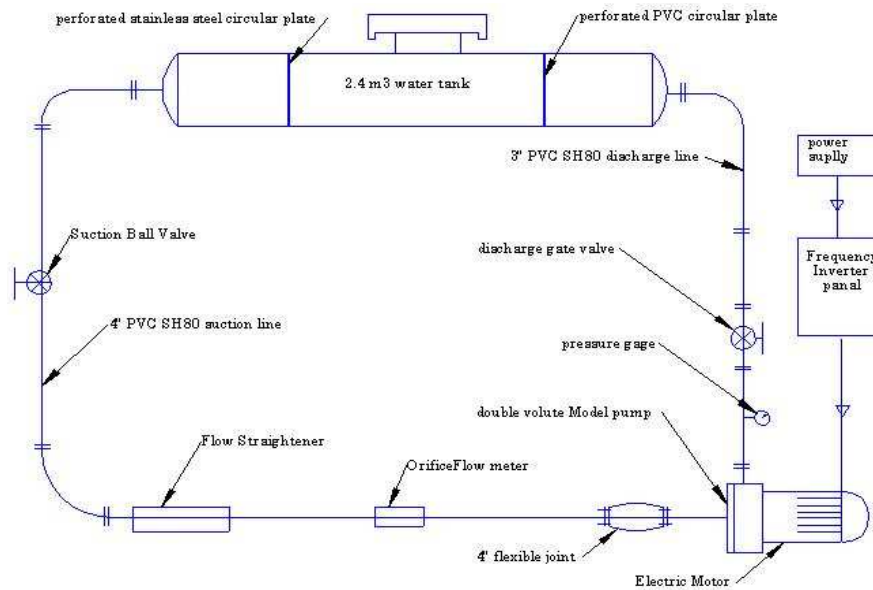 perforated stainless steel circular plate
perforated PVC circular plate
2.4 m3 water tank
power
suplly
3" PVC SH80 discharge line
Suction Ball Valve
discharge gate valve
Frequency
Inverter
panal
4" PVC SH80 suction line
pressure gage
double volute Model pump
Flow Straightener
OrificeFlow meter
4" flexible joint
Electric Motor